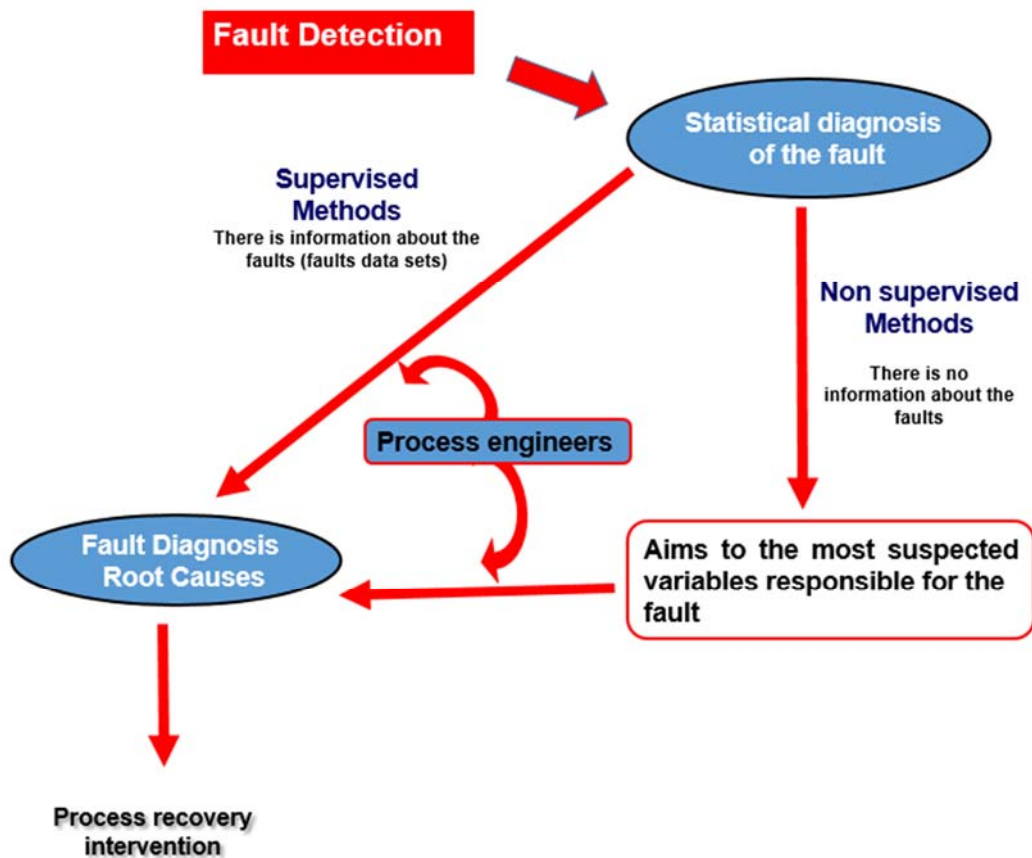 Fault Detection
Statistical diagnosis
of the fault
Supervised
Methods
There is information about the
faults (faults data sets)
Non supervised
Methods
There is no
information about the
faults
Process engineers
Fault Diagnosis
Root Causes
Aims to the most suspected
variables responsible for the
fault
Process recovery
intervention